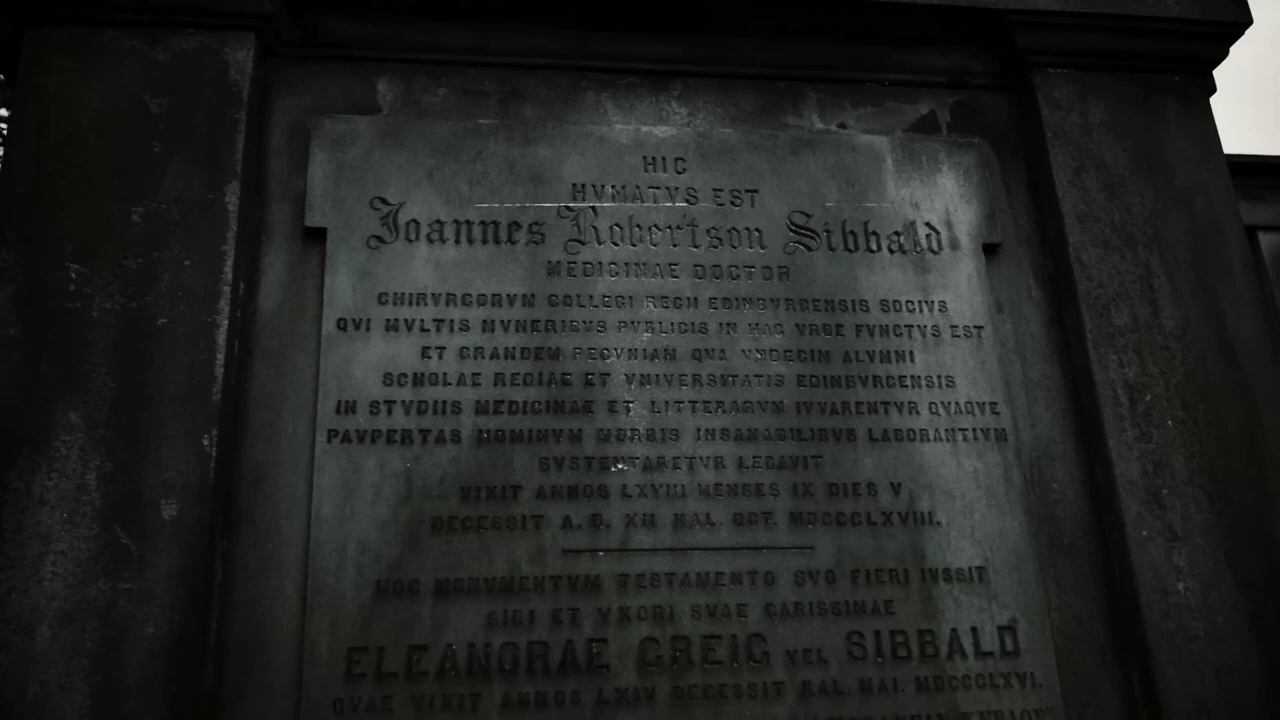 HIC
HVMATVS EST
Joannes Robertson Sibbald
MEDICINAE DOCTOR
CHIRVRGORVM COLLEGI REGII EDINBVRGENSIS SOCIVS
QVI MVLTIS MVNERIBVS PVBLICIS IN HAC VRBE FVNCTVS EST
ET GRANDEM PECVNIAM QVA VNDECIM ALVMNI
SCHOLAE REGIAE ET VNIVERSITATIS EDINBVRGENSIS
IN STVDIIS MEDICINAE ET LITTERARVM IVVARENTVR QVAQVE
PAVPERTAS HOMINVM MORBIS INSANABILIBVS LABORANTIVM
SVSTENTARETVR LEGAVIT
VIXIT ANNOS LXVIII MENSES IX DIES V
DECESSIT A. D. XII KAL. OCT. MDCCCLXVIII.
HOC MONVMENTVM TESTAMENTO SVO FIERI IVSSIT
SIBI ET VXORI SVAE CARISSIMAE
ELEANORAE GREIG VEL SIBBALD
QVAE VIXIT ANNOS LXIV DECESSIT KAL. MAI. MDCCCLXVI.